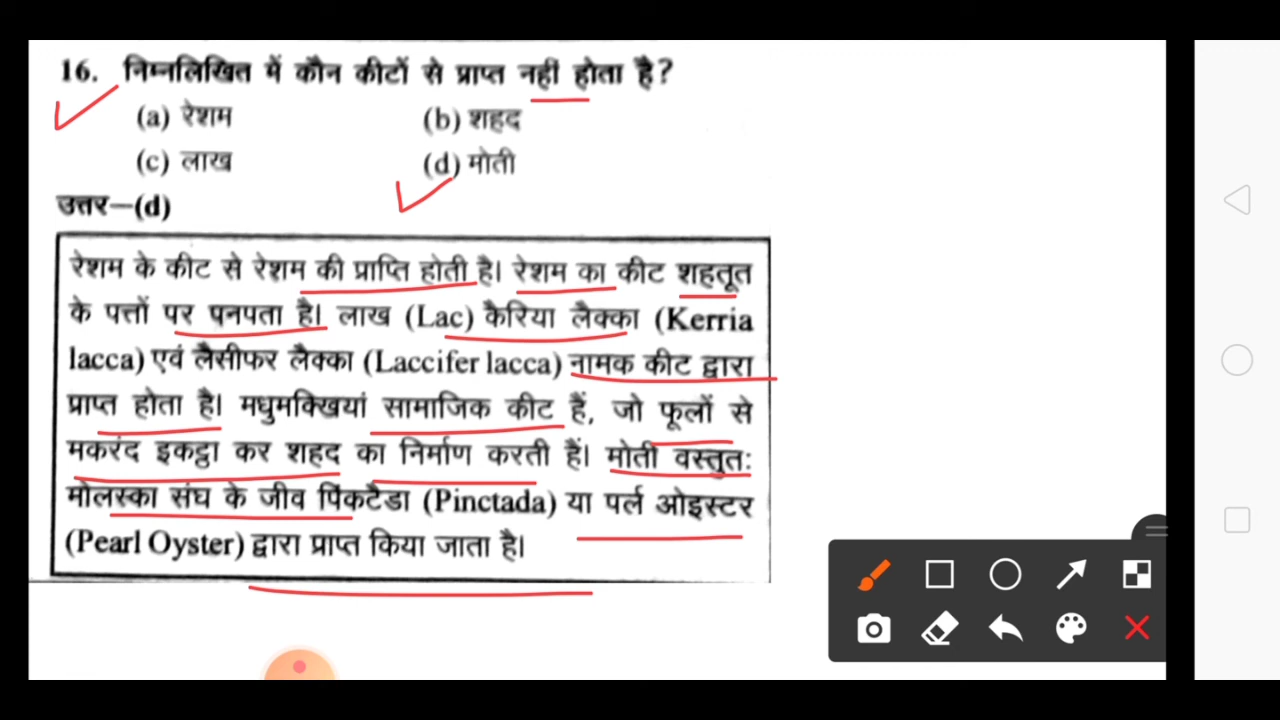 16. निम्नलिखित में कौन कीटों से प्राप्त नहीं होता है?
(a) रेशम (b) शहद
(c) लाख (d) मोती
उत्तर—(d)
रेशम के कीट से रेशम की प्राप्ति होती है। रेशम का कीट शहतूत
के पत्तों पर पनपता है। लाख (Lac) कैरिया लैक्का (Kerria
lacca) एवं लैसीफर लैक्का (Laccifer lacca) नामक कीट द्वारा
प्राप्त होता है। मधुमक्खियां सामाजिक कीट हैं, जो फूलों से
मकरंद इकट्ठा कर शहद का निर्माण करती हैं। मोती वस्तुतः
मोलस्का संघ के जीव पिंकटैडा (Pinctada) या पर्ल ओइस्टर
(Pearl Oyster) द्वारा प्राप्त किया जाता है।